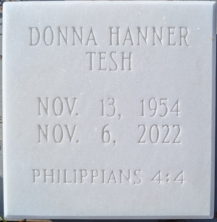 DONNA HANNER
TESH
NOV. 13, 1954
NOV. 6, 2022
PHILIPPIANS 4:4